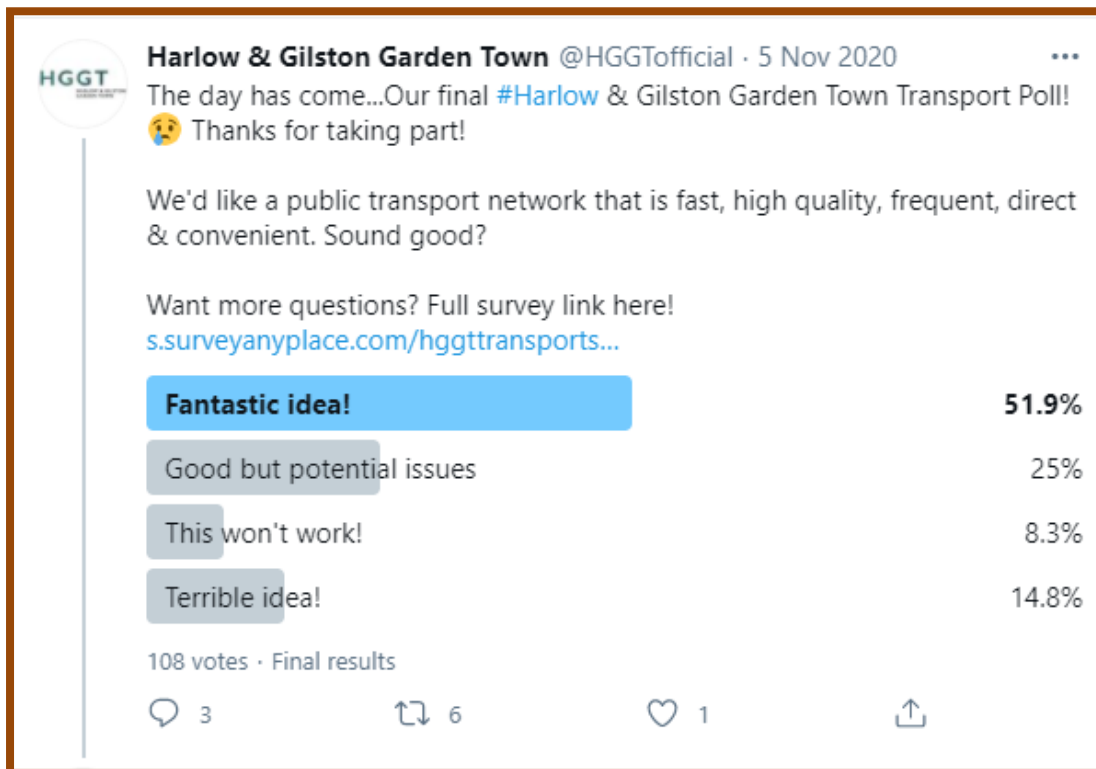 HGGT
Harlow & Gilston Garden Town @HGGTofficial · 5 Nov 2020
The day has come...Our final #Harlow & Gilston Garden Town Transport Poll!
😢 Thanks for taking part!
We'd like a public transport network that is fast, high quality, frequent, direct
& convenient. Sound good?
Want more questions? Full survey link here!
s.surveyanyplace.com/hggttransports...
Fantastic idea! 51.9%
Good but potential issues 25%
This won't work! 8.3%
Terrible idea! 14.8%
108 votes · Final results
3 6 1